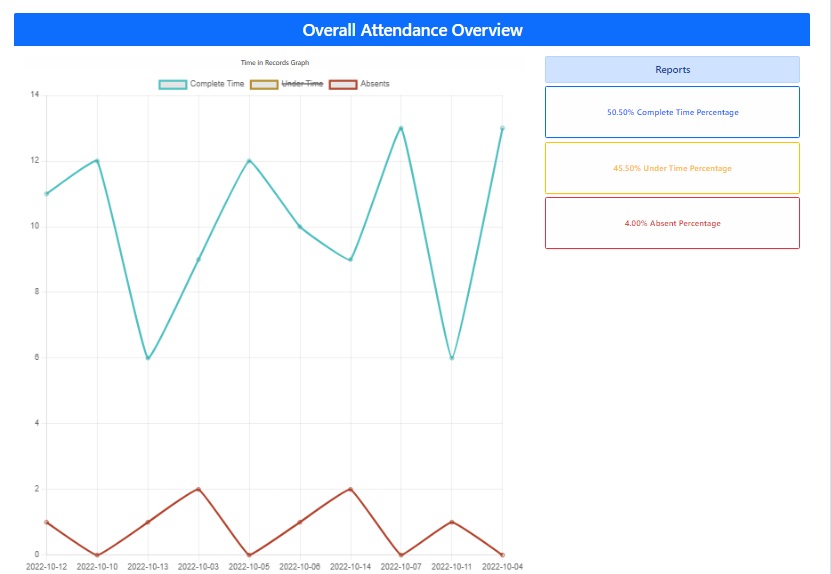 Overall Attendance Overview
Time in Records Graph
Complete Time Under Time Absents
14
12
10
8
6
4
2
0
2022-10-12 2022-10-10 2022-10-13 2022-10-03 2022-10-05 2022-10-06 2022-10-14 2022-10-07 2022-10-11 2022-10-04
Reports
50.50% Complete Time Percentage
45.50% Under Time Percentage
4.00% Absent Percentage